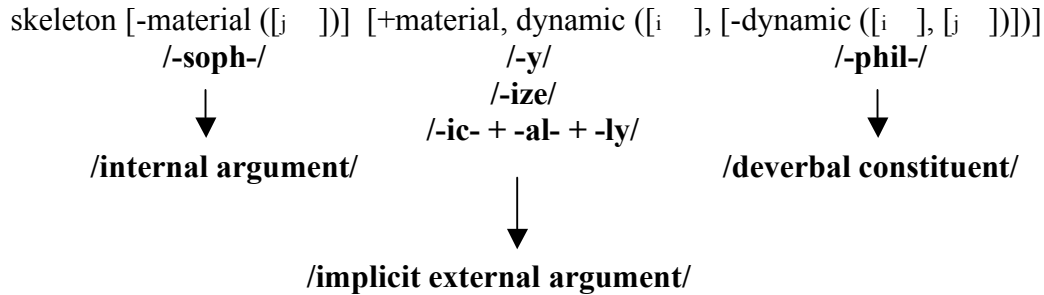 skeleton [-material ([j ])] [+material, dynamic ([i ], [-dynamic ([i ], [j ])])]
/-soph-/ /-y/ /-phil-/
/-ize/
/-ic- + -al- + -ly/
/internal argument/ /deverbal constituent/
/implicit external argument/